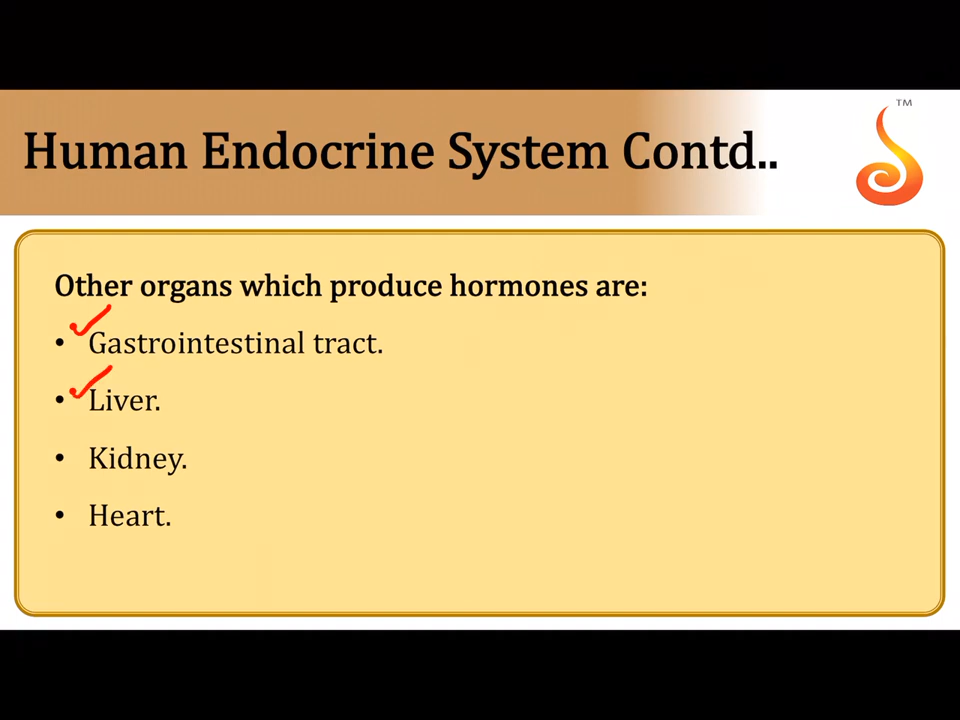 Human Endocrine System Contd..
TM
Other organs which produce hormones are:
• Gastrointestinal tract.
• Liver.
• Kidney.
• Heart.